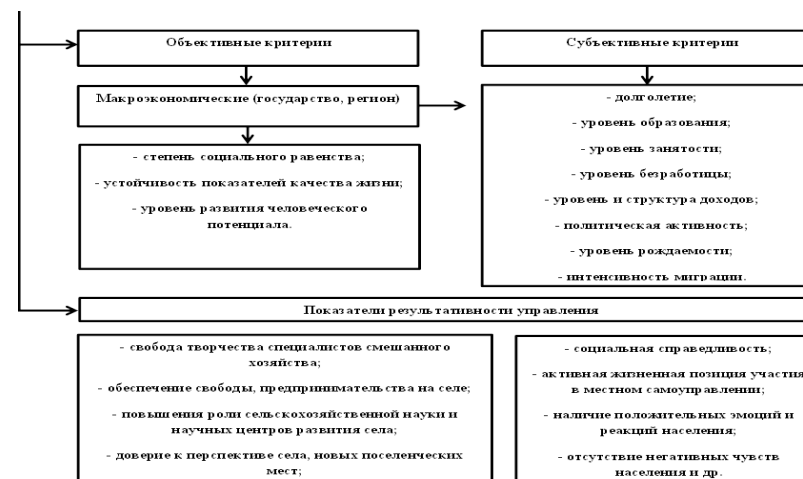 Объективные критерии
Субъективные критерии
Макроэкономические (государство, регион)
- долголетие;
- уровень образования;
- уровень занятости;
- уровень безработицы;
- уровень и структура доходов;
- политическая активность;
- уровень рождаемости;
- интенсивность миграции.
- степень социального равенства;
- устойчивость показателей качества жизни;
- уровень развития человеческого
потенциала.
Показатели результативности управления
- свобода творчества специалистов смешанного
хозяйства;
- обеспечение свободы, предпринимательства на селе;
- повышения роли сельскохозяйственной науки и
научных центров развития села;
- доверие к перспективе села, новых поселенческих
мест;
- социальная справедливость;
- активная жизненная позиция участия
в местном самоуправлении;
- наличие положительных эмоций и
реакций населения;
- отсутствие негативных чувств
населения и др.